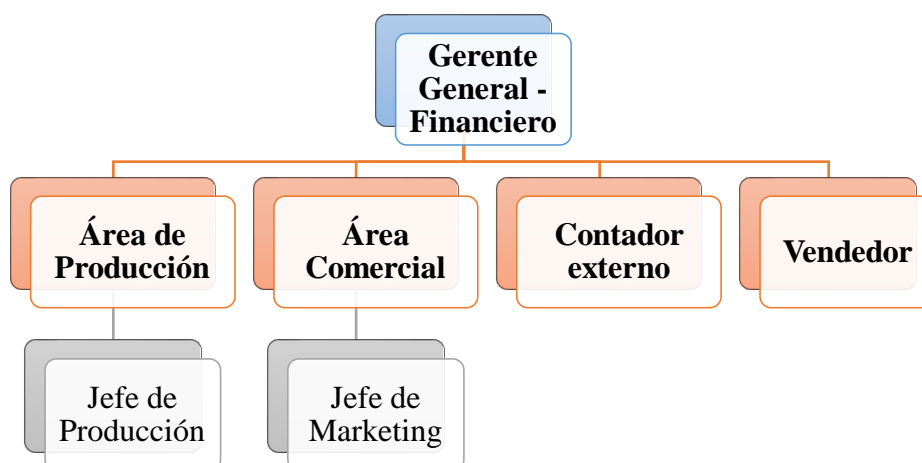 Gerente
General -
Financiero
Área de
Producción
Área
Comercial
Contador
externo
Vendedor
Jefe de
Producción
Jefe de
Marketing